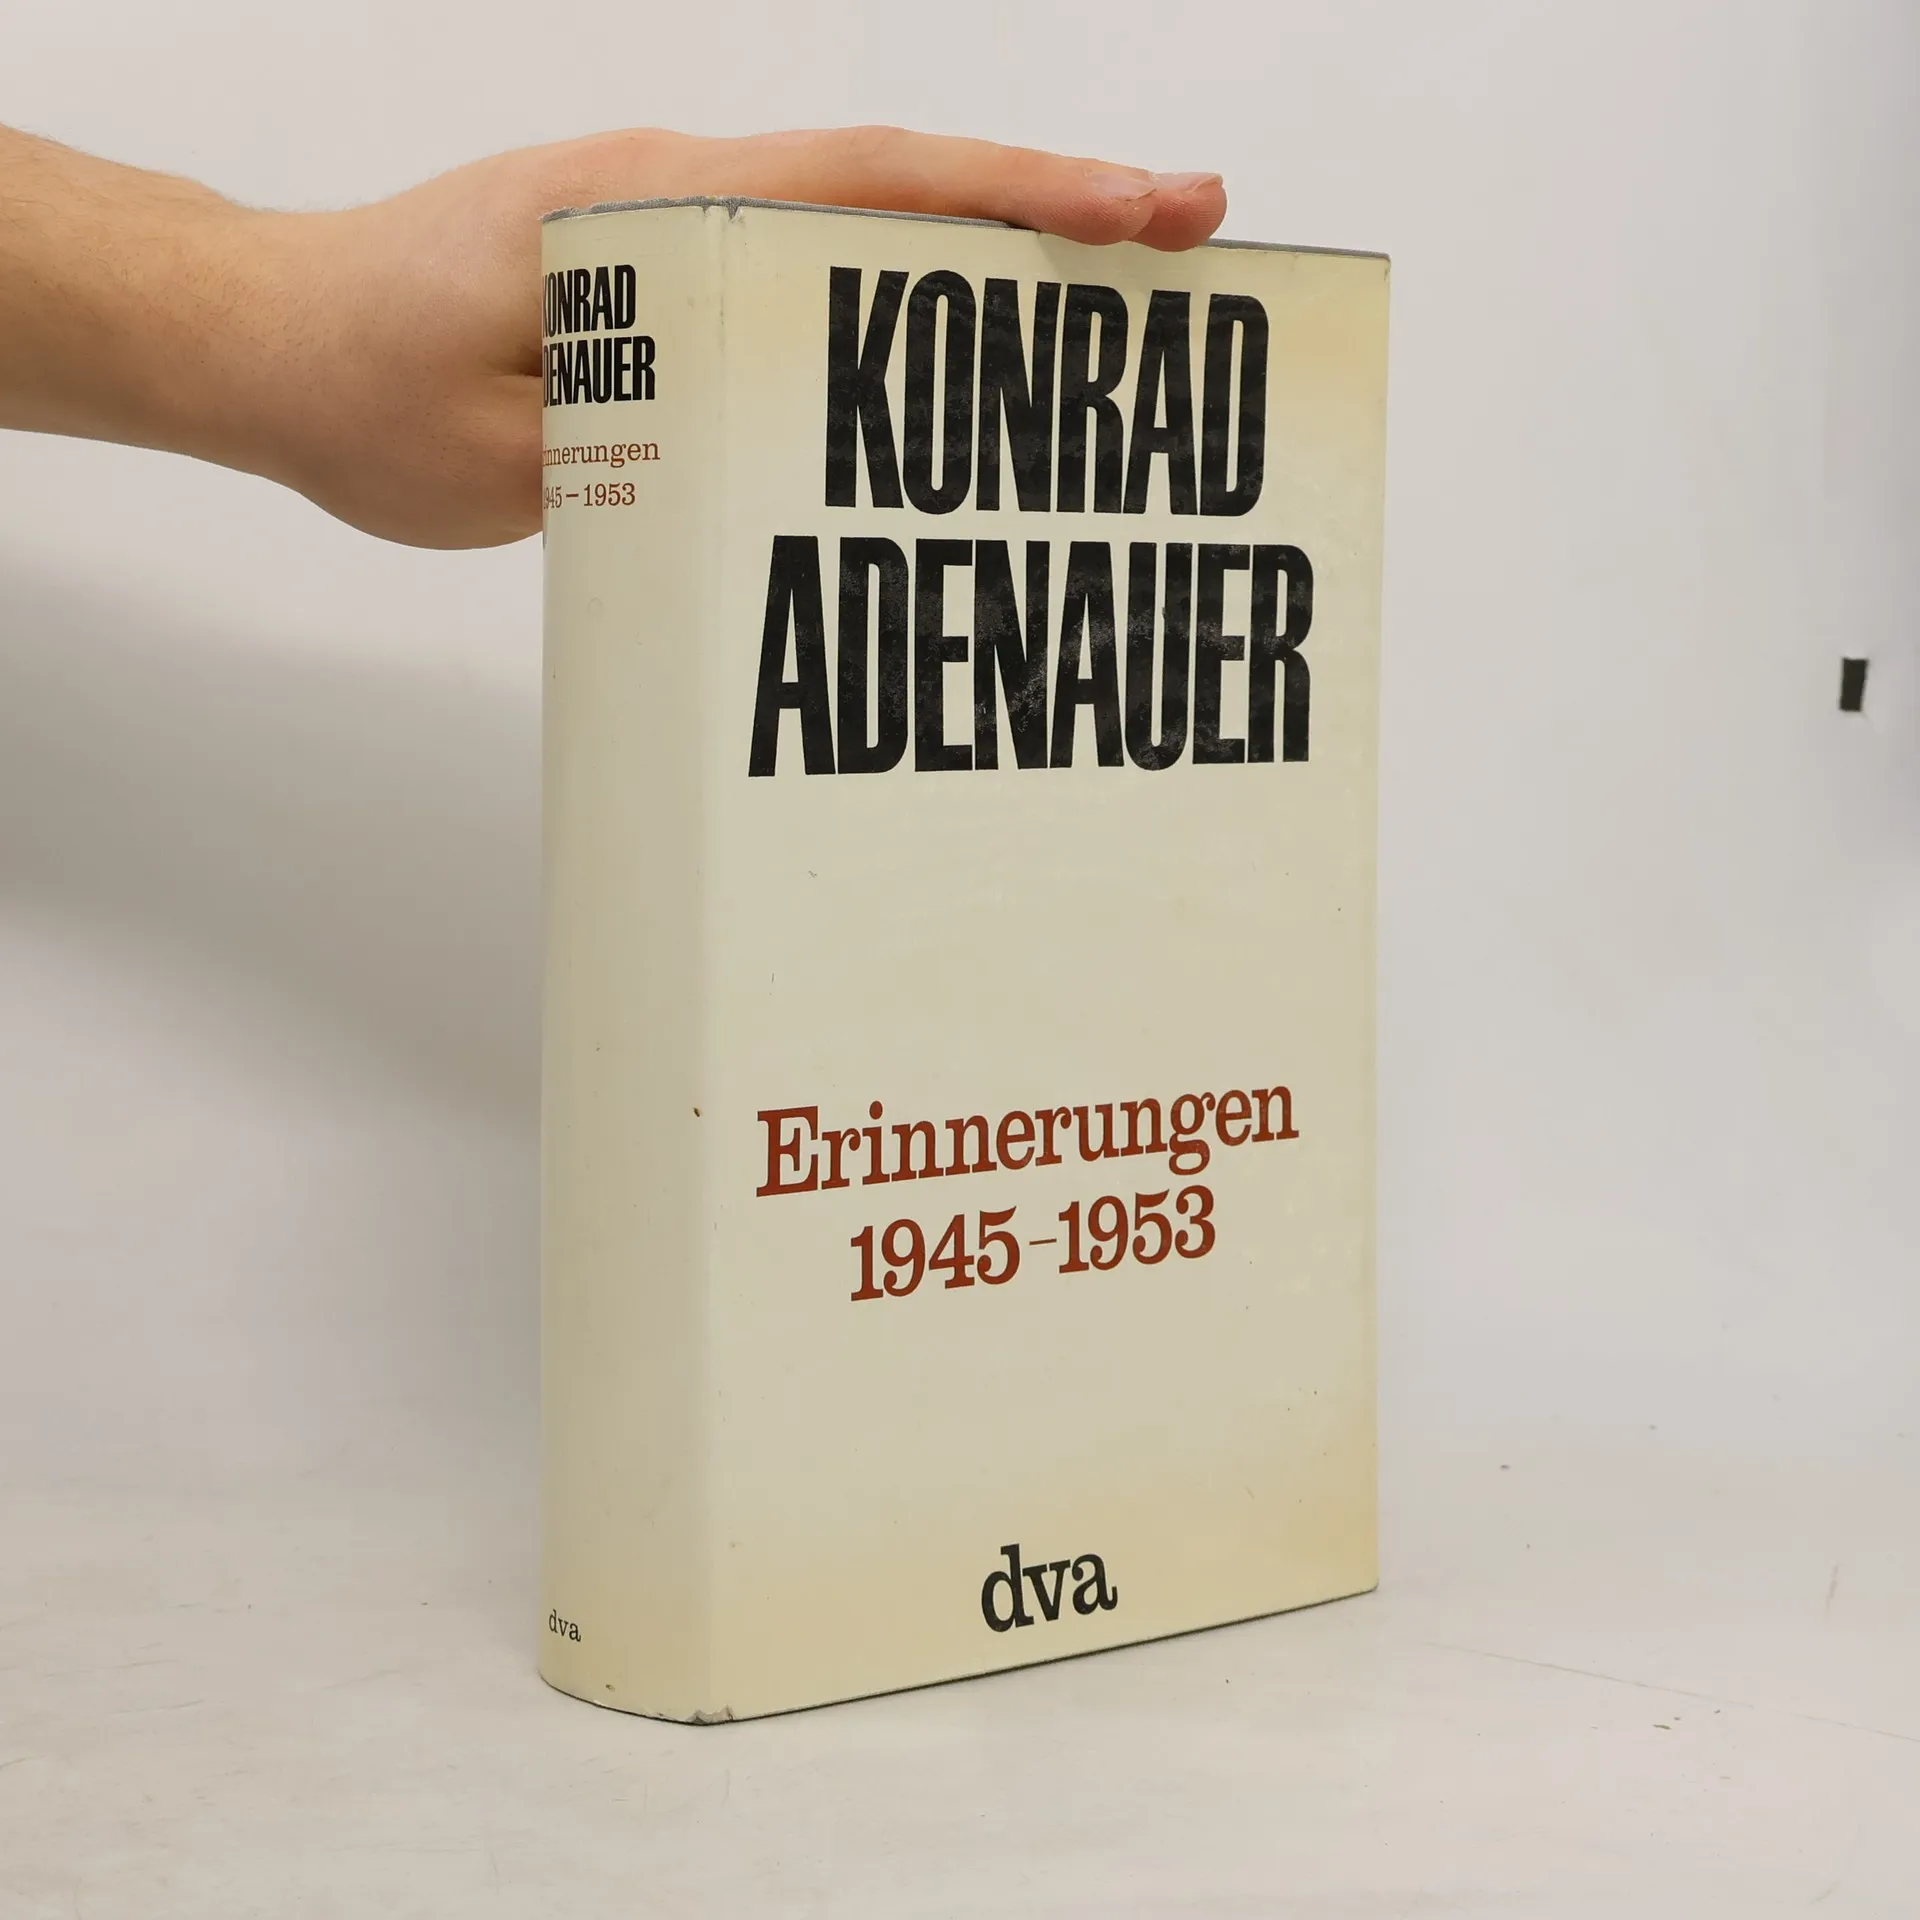 KONRAD
ADENAUER
Erinnerungen
1945–1953
dva
KONRAD
ADENAUER
Erinnerungen
1945–1953
dva